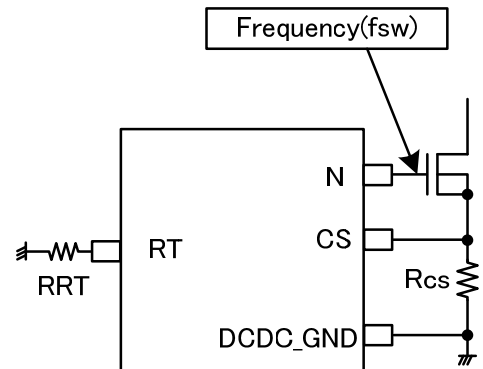 Frequency(fsw)
N
RT
CS
RRT
Rcs
DCDC_GND